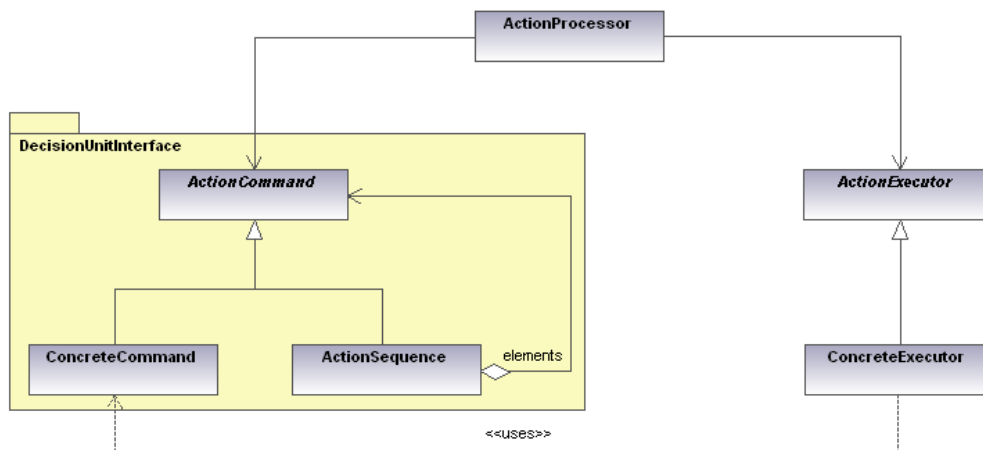 ActionProcessor
DecisionUnitInterface
ActionCommand
ActionExecutor
ConcreteCommand
ActionSequence
elements
ConcreteExecutor
<<uses>>